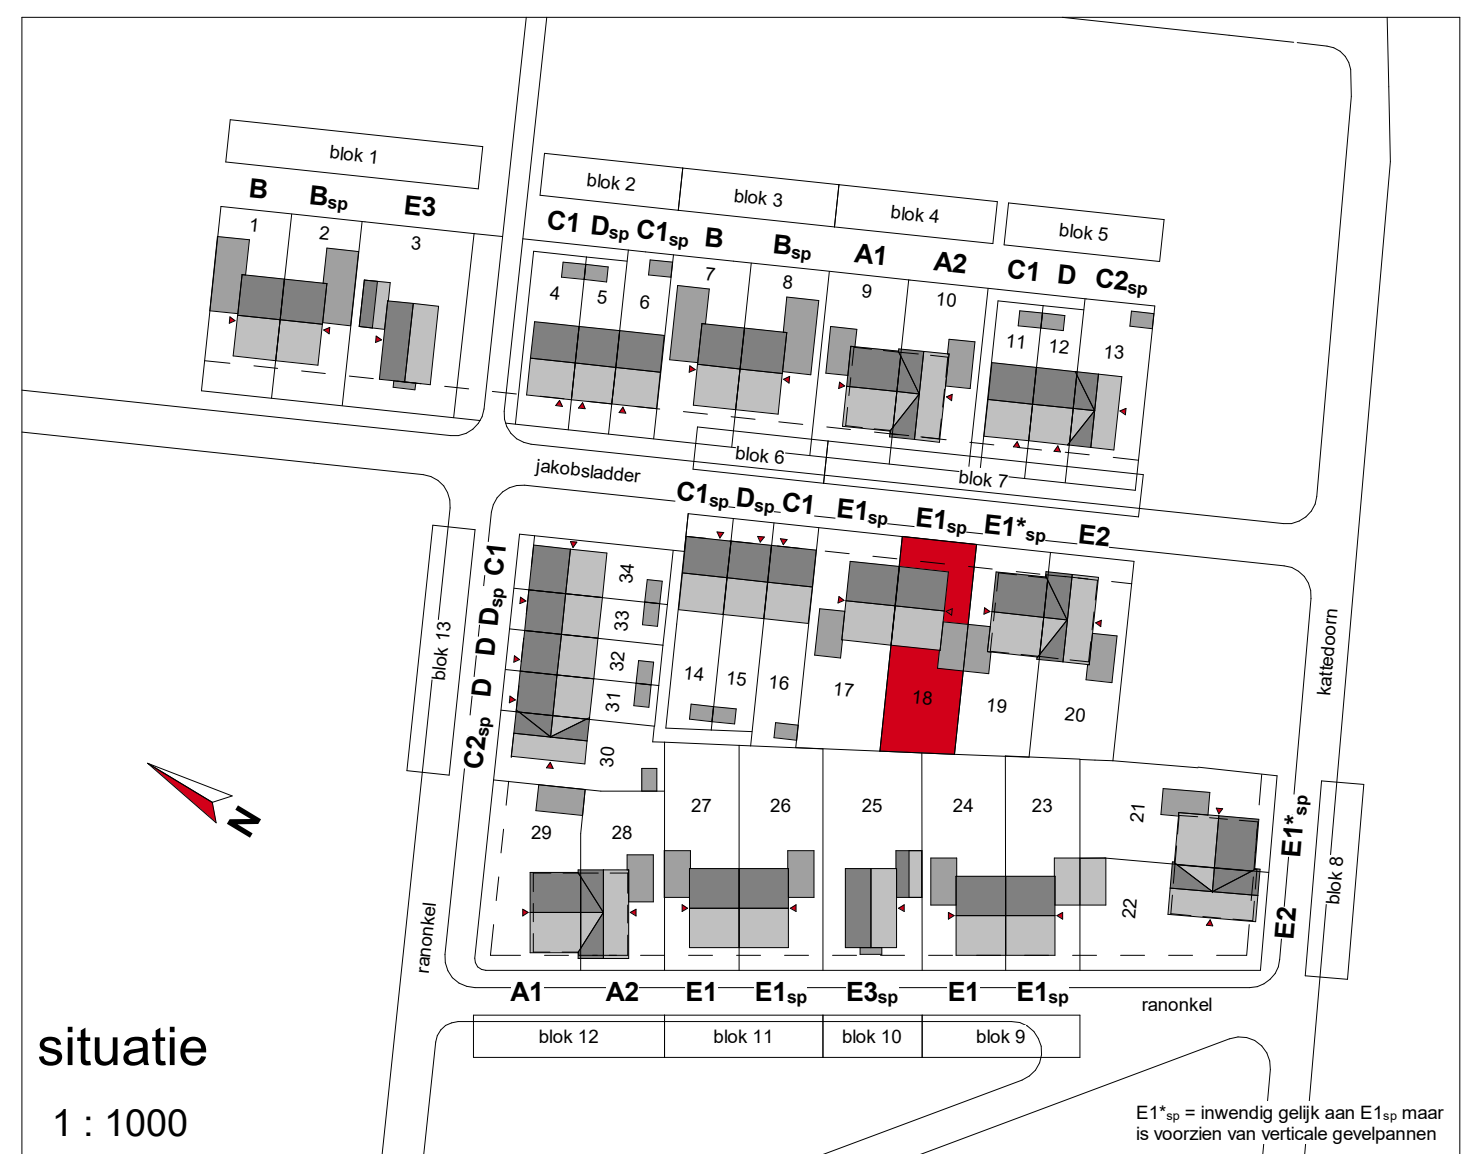 blok 1
B
Bsp
E3
1
2
3
blok 2
blok 3
blok 4
blok 5
C1
Dsp
C1sp
B
Bsp
A1
A2
C1
D
C2sp
4
5
6
7
8
9
10
11
12
13
blok 6
blok 7
jakobsladder
C1sp
Dsp
C1
E1sp
E1sp
E1*sp
E2
14
15
16
17
18
19
20
blok 13
C1
Dsp
D
D
C2sp
34
33
32
31
30
kattedoorn
N
29
28
27
26
25
24
23
21
22
E1*sp
E2
blok 8
ranonkel
A1
A2
E1
E1sp
E3sp
E1
E1sp
ranonkel
blok 12
blok 11
blok 10
blok 9
situatie
1 : 1000
E1*sp = inwendig gelijk aan E1sp maar
is voorzien van verticale gevelpannen